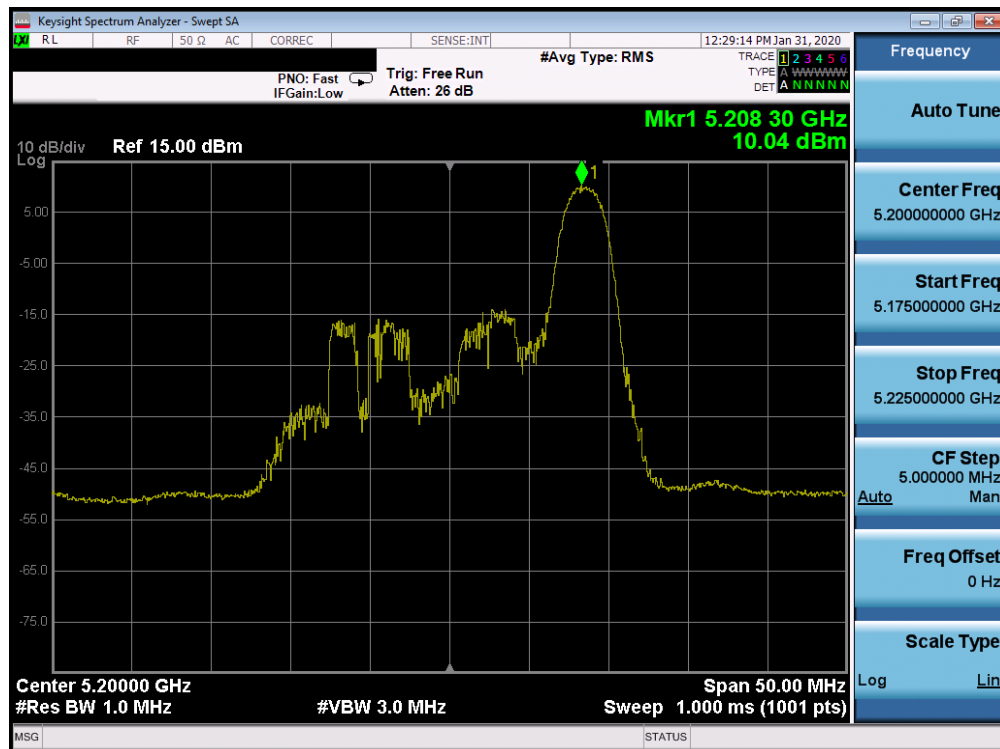 Keysight Spectrum Analyzer - Swept SA
LXI RL RF 50 Ω AC CORREC SENSE:INT 12:29:14 PM Jan 31, 2020
#Avg Type: RMS
TRACE 1 2 3 4 5 6
PNO: Fast Trig: Free Run
TYPE A WWWWW
IFGain:Low Atten: 26 dB
DET A N N N N N
Mkr1 5.208 30 GHz
10.04 dBm
10 dB/div Ref 15.00 dBm
Log
1
5.00
-5.00
-15.0
-25.0
-35.0
-45.0
-55.0
-65.0
-75.0
Center 5.20000 GHz Span 50.00 MHz
#Res BW 1.0 MHz #VBW 3.0 MHz Sweep 1.000 ms (1001 pts)
MSG STATUS
Frequency
Auto Tune
Center Freq
5.200000000 GHz
Start Freq
5.175000000 GHz
Stop Freq
5.225000000 GHz
CF Step
5.000000 MHz
Auto Man
Freq Offset
0 Hz
Scale Type
Log Lin